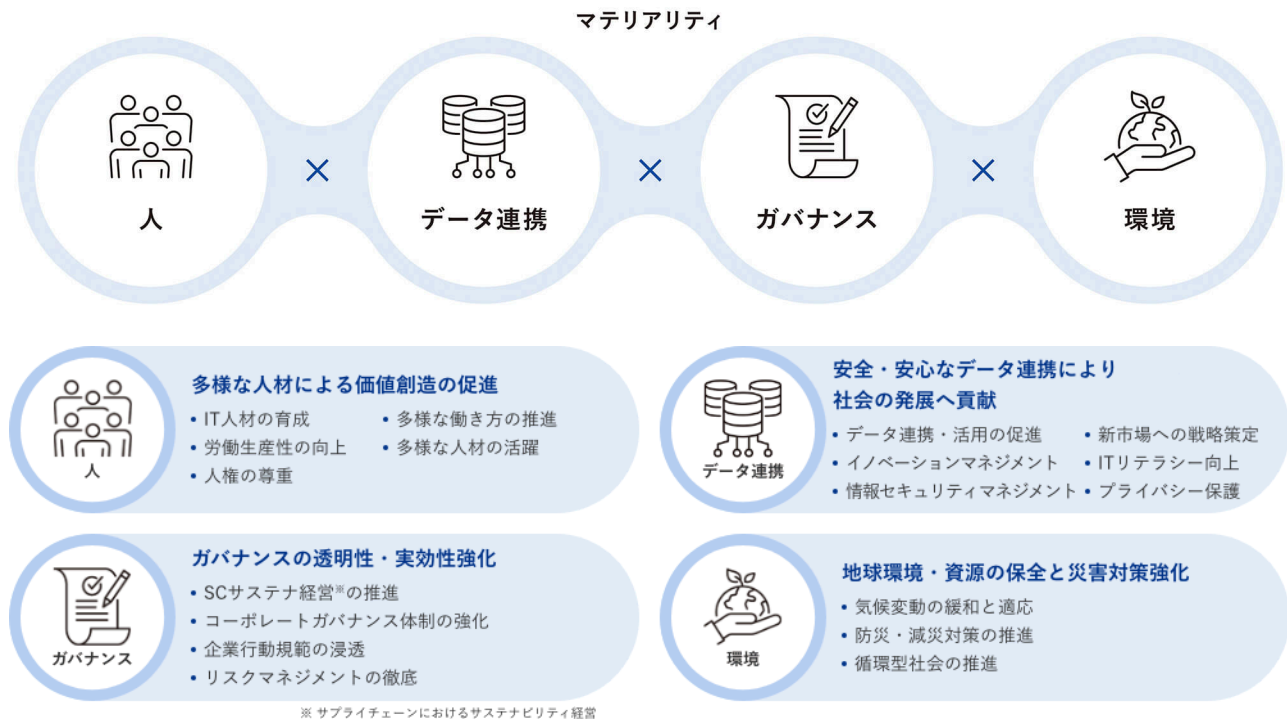 マテリアリティ
人
×
データ連携
×
ガバナンス
×
環境
人
多様な人材による価値創造の促進
• IT人材の育成
• 労働生産性の向上
• 人権の尊重
• 多様な働き方の推進
• 多様な人材の活躍
データ連携
安全・安心なデータ連携により
社会の発展へ貢献
• データ連携・活用の促進
• イノベーションマネジメント
• 情報セキュリティマネジメント
• 新市場への戦略策定
• ITリテラシー向上
• プライバシー保護
ガバナンス
ガバナンスの透明性・実効性強化
• SCサステナ経営※の推進
• コーポレートガバナンス体制の強化
• 企業行動規範の浸透
• リスクマネジメントの徹底
※ サプライチェーンにおけるサステナビリティ経営
環境
地球環境・資源の保全と災害対策強化
• 気候変動の緩和と適応
• 防災・減災対策の推進
• 循環型社会の推進